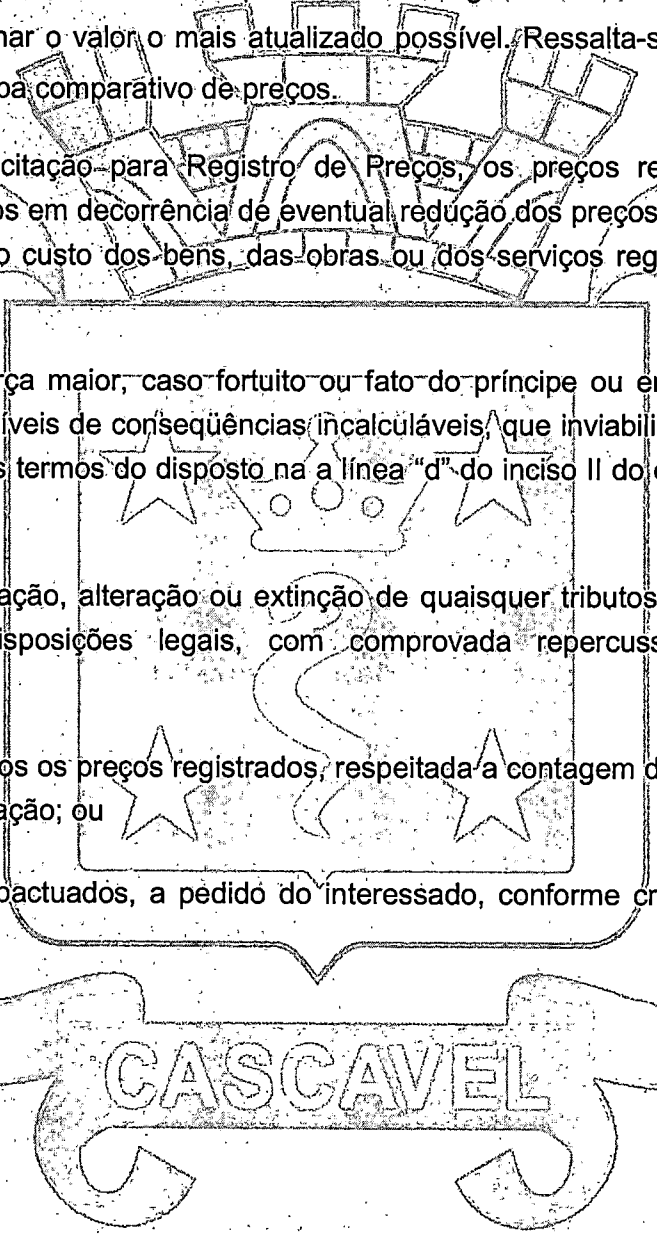 nar o valor o mais atualizado possível. Ressalta-s
pa comparativo de preços.
citação para Registro de Preços, os preços re
os em decorrência de eventual redução dos preços
o custo dos bens, das obras ou dos serviços reg
rça maior, caso fortuito ou fato do príncipe ou e
íveis de conseqüências incalculáveis, que inviabili
s termos do disposto na a línea “d” do inciso II do
ação, alteração ou extinção de quaisquer tributos
isposições legais, com comprovada repercuss
os os preços registrados, respeitada a contagem d
ação; ou
pactuados, a pedido do interessado, conforme cr
CASCAVEL